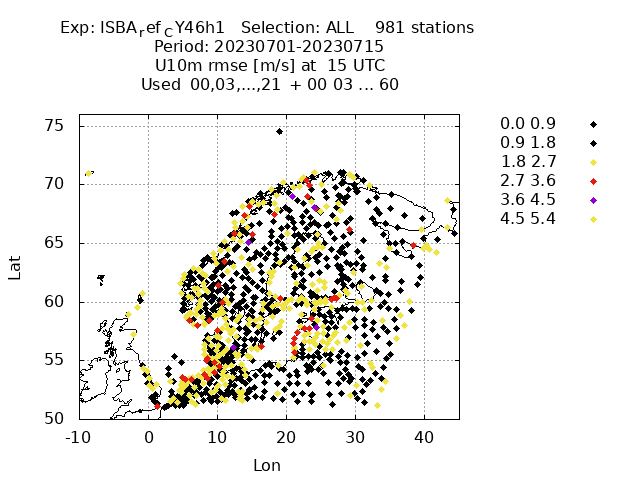 Exp: ISBArefCY46h1 Selection: ALL 981 stations
Period: 20230701-20230715
U10m rmse [m/s] at 15 UTC
Used 00,03,...,21 + 00 03 ... 60
75
70
65
60
55
50
Lat
-10 0 10 20 30 40
Lon
0.0 0.9
0.9 1.8
1.8 2.7
2.7 3.6
3.6 4.5
4.5 5.4